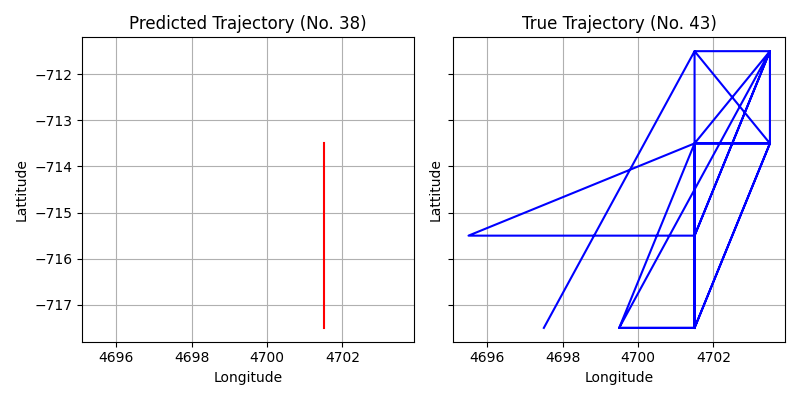 Predicted Trajectory (No. 38)
True Trajectory (No. 43)
Lattitude
−712
−713
−714
−715
−716
−717
4696
4698
4700
4702
Longitude
Lattitude
4696
4698
4700
4702
Longitude